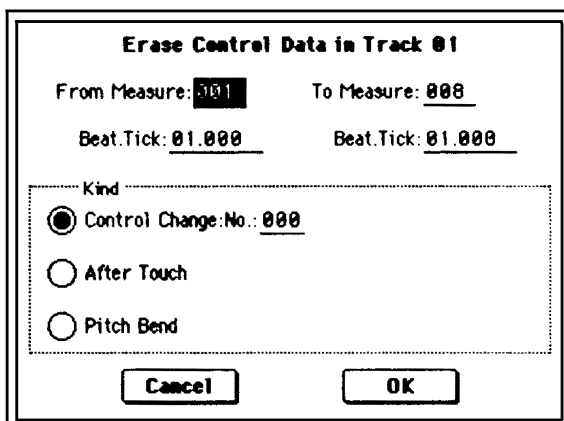 Erase Control Data in Track 01
From Measure: 001 To Measure: 008
Beat.Tick: 01.000 Beat.Tick: 01.000
Kind
Control Change:No.: 000
After Touch
Pitch Bend
Cancel OK